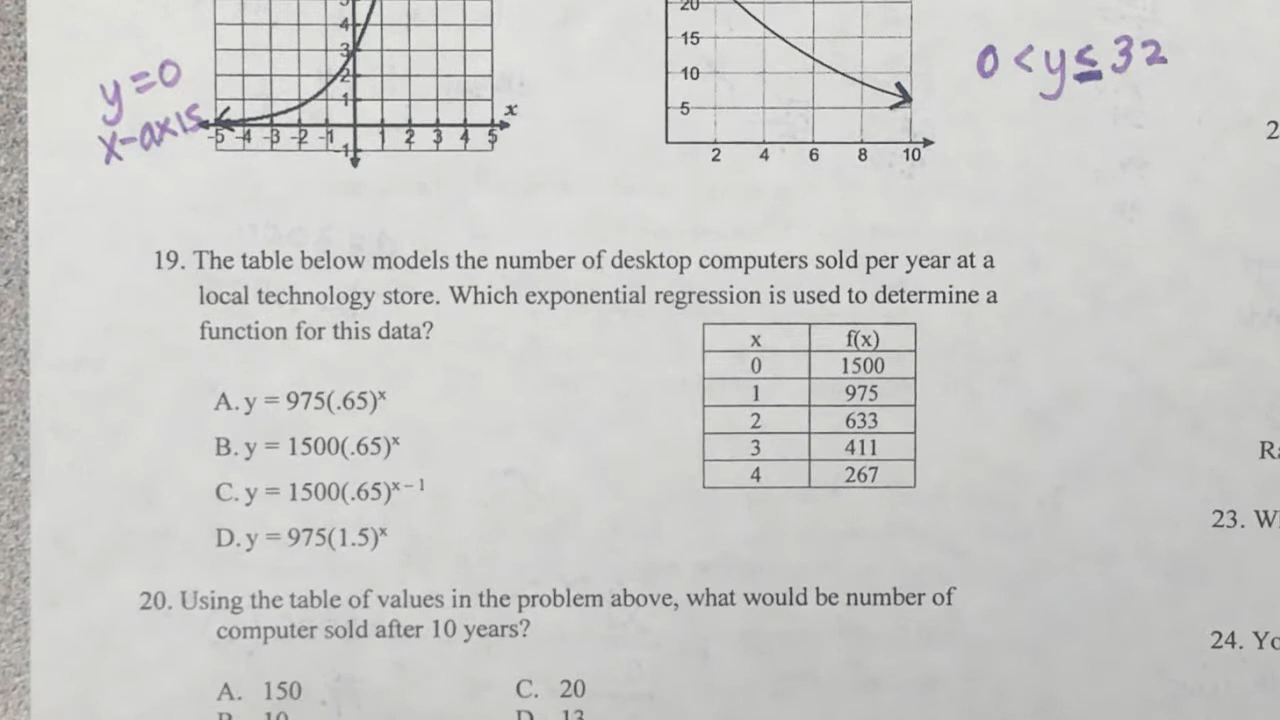 5
4
3
2
1
x
-5 -4 -3 -2 -1 1 2 3 4 5
-1
y=0
x-axis
20
15
10
5
2 4 6 8 10
0<y≤32
2
19. The table below models the number of desktop computers sold per year at a
local technology store. Which exponential regression is used to determine a
function for this data?
x f(x)
0 1500
1 975
2 633
3 411
4 267
A. y = 975(.65)ˣ
B. y = 1500(.65)ˣ
C. y = 1500(.65)ˣ⁻¹
D. y = 975(1.5)ˣ
20. Using the table of values in the problem above, what would be number of
computer sold after 10 years?
A. 150 C. 20
B. 10 D. 13
23. W
24. Yo